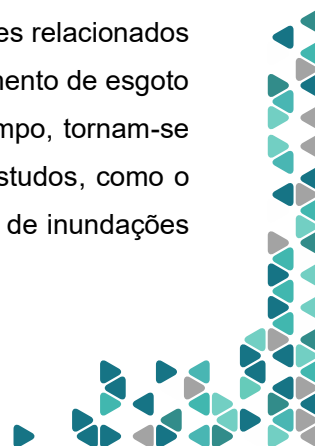 es relacionados
mento de esgoto
mpo, tornam-se
studos, como o
de inundações